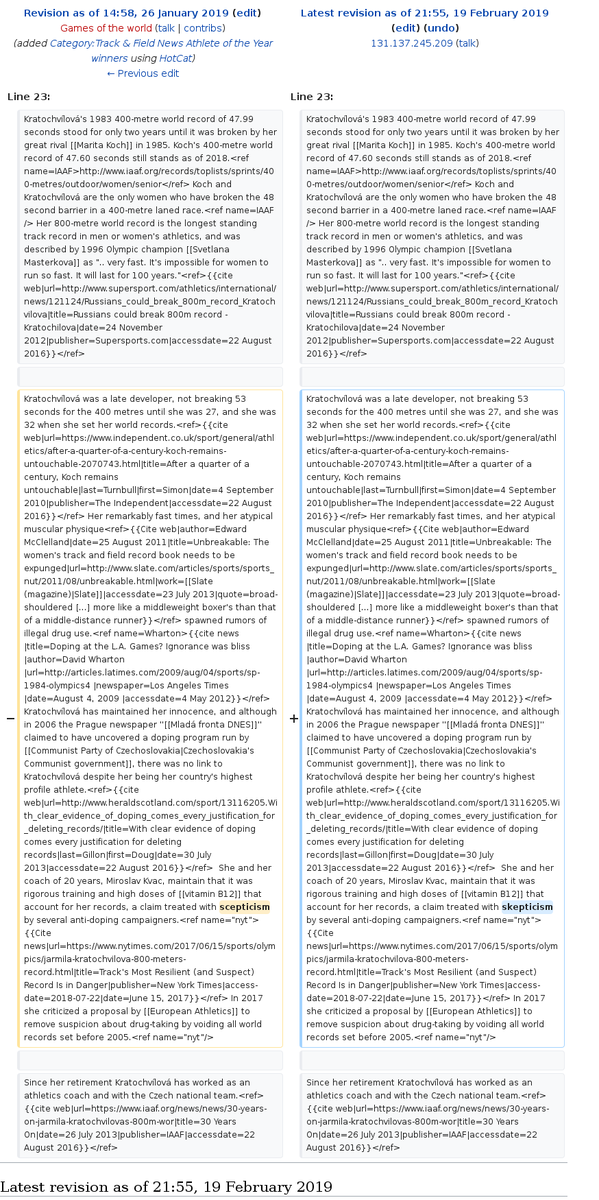 Revision as of 14:58, 26 January 2019 (edit)
Games of the world (talk | contribs)
(added Category:Track & Field News Athlete of the Year
winners using HotCat)
← Previous edit
Latest revision as of 21:55, 19 February 2019
(edit) (undo)
131.137.245.209 (talk)
Line 23:
Line 23:
Kratochvílová's 1983 400-metre world record of 47.99
seconds stood for only two years until it was broken by her
great rival [[Marita Koch]] in 1985. Koch's 400-metre world
record of 47.60 seconds still stands as of 2018.<ref
name=IAAF>http://www.iaaf.org/records/toplists/sprints/40
0-metres/outdoor/women/senior</ref> Koch and
Kratochvílová are the only women who have broken the 48
second barrier in a 400-metre laned race.<ref name=IAAF
/> Her 800-metre world record is the longest standing
track record in men or women's athletics, and was
described by 1996 Olympic champion [[Svetlana
Masterkova]] as ".. very fast. It's impossible for women to
run so fast. It will last for 100 years."<ref>{{cite
web|url=http://www.supersport.com/athletics/international/
news/121124/Russians_could_break_800m_record_Kratoch
vilova|title=Russians could break 800m record -
Kratochilova|date=24 November
2012|publisher=Supersports.com|accessdate=22 August
2016}}</ref>
Kratochvílová's 1983 400-metre world record of 47.99
seconds stood for only two years until it was broken by her
great rival [[Marita Koch]] in 1985. Koch's 400-metre world
record of 47.60 seconds still stands as of 2018.<ref
name=IAAF>http://www.iaaf.org/records/toplists/sprints/40
0-metres/outdoor/women/senior</ref> Koch and
Kratochvílová are the only women who have broken the 48
second barrier in a 400-metre laned race.<ref name=IAAF
/> Her 800-metre world record is the longest standing
track record in men or women's athletics, and was
described by 1996 Olympic champion [[Svetlana
Masterkova]] as ".. very fast. It's impossible for women to
run so fast. It will last for 100 years."<ref>{{cite
web|url=http://www.supersport.com/athletics/international/
news/121124/Russians_could_break_800m_record_Kratoch
vilova|title=Russians could break 800m record -
Kratochilova|date=24 November
2012|publisher=Supersports.com|accessdate=22 August
2016}}</ref>
−
Kratochvílová was a late developer, not breaking 53
seconds for the 400 metres until she was 27, and she was
32 when she set her world records.<ref>{{cite
web|url=https://www.independent.co.uk/sport/general/athl
etics/after-a-quarter-of-a-century-koch-remains-
untouchable-2070743.html|title=After a quarter of a
century, Koch remains
untouchable|last=Turnbull|first=Simon|date=4 September
2010|publisher=The Independent|accessdate=22 August
2016}}</ref> Her remarkably fast times, and her atypical
muscular physique<ref>{{Cite web|author=Edward
McClelland|date=25 August 2011|title=Unbreakable: The
women's track and field record book needs to be
expunged|url=http://www.slate.com/articles/sports/sports_
nut/2011/08/unbreakable.html|work=[[Slate
(magazine)|Slate]]|accessdate=23 July 2013|quote=broad-
shouldered [...] more like a middleweight boxer's than that
of a middle-distance runner}}</ref> spawned rumors of
illegal drug use.<ref name=Wharton>{{cite news
|title=Doping at the L.A. Games? Ignorance was bliss
|author=David Wharton
|url=http://articles.latimes.com/2009/aug/04/sports/sp-
1984-olympics4 |newspaper=Los Angeles Times
|date=August 4, 2009 |accessdate=4 May 2012}}</ref>
Kratochvílová has maintained her innocence, and although
in 2006 the Prague newspaper ''[[Mladá fronta DNES]]''
claimed to have uncovered a doping program run by
[[Communist Party of Czechoslovakia|Czechoslovakia's
Communist government]], there was no link to
Kratochvílová despite her being her country's highest
profile athlete.<ref>{{cite
web|url=http://www.heraldscotland.com/sport/13116205.Wi
th_clear_evidence_of_doping_comes_every_justification_for
_deleting_records/|title=With clear evidence of doping
comes every justification for deleting
records|last=Gillon|first=Doug|date=30 July
2013|accessdate=22 August 2016}}</ref>  She and her
coach of 20 years, Miroslav Kvac, maintain that it was
rigorous training and high doses of [[vitamin B12]] that
account for her records, a claim treated with scepticism
by several anti-doping campaigners.<ref name="nyt">
{{Cite
news|url=https://www.nytimes.com/2017/06/15/sports/olym
pics/jarmila-kratochvilova-800-meters-
record.html|title=Track's Most Resilient (and Suspect)
Record Is in Danger|publisher=New York Times|access-
date=2018-07-22|date=June 15, 2017}}</ref> In 2017
she criticized a proposal by [[European Athletics]] to
remove suspicion about drug-taking by voiding all world
records set before 2005.<ref name="nyt"/>
+
Kratochvílová was a late developer, not breaking 53
seconds for the 400 metres until she was 27, and she was
32 when she set her world records.<ref>{{cite
web|url=https://www.independent.co.uk/sport/general/athl
etics/after-a-quarter-of-a-century-koch-remains-
untouchable-2070743.html|title=After a quarter of a
century, Koch remains
untouchable|last=Turnbull|first=Simon|date=4 September
2010|publisher=The Independent|accessdate=22 August
2016}}</ref> Her remarkably fast times, and her atypical
muscular physique<ref>{{Cite web|author=Edward
McClelland|date=25 August 2011|title=Unbreakable: The
women's track and field record book needs to be
expunged|url=http://www.slate.com/articles/sports/sports_
nut/2011/08/unbreakable.html|work=[[Slate
(magazine)|Slate]]|accessdate=23 July 2013|quote=broad-
shouldered [...] more like a middleweight boxer's than that
of a middle-distance runner}}</ref> spawned rumors of
illegal drug use.<ref name=Wharton>{{cite news
|title=Doping at the L.A. Games? Ignorance was bliss
|author=David Wharton
|url=http://articles.latimes.com/2009/aug/04/sports/sp-
1984-olympics4 |newspaper=Los Angeles Times
|date=August 4, 2009 |accessdate=4 May 2012}}</ref>
Kratochvílová has maintained her innocence, and although
in 2006 the Prague newspaper ''[[Mladá fronta DNES]]''
claimed to have uncovered a doping program run by
[[Communist Party of Czechoslovakia|Czechoslovakia's
Communist government]], there was no link to
Kratochvílová despite her being her country's highest
profile athlete.<ref>{{cite
web|url=http://www.heraldscotland.com/sport/13116205.Wi
th_clear_evidence_of_doping_comes_every_justification_for
_deleting_records/|title=With clear evidence of doping
comes every justification for deleting
records|last=Gillon|first=Doug|date=30 July
2013|accessdate=22 August 2016}}</ref>  She and her
coach of 20 years, Miroslav Kvac, maintain that it was
rigorous training and high doses of [[vitamin B12]] that
account for her records, a claim treated with skepticism
by several anti-doping campaigners.<ref name="nyt">
{{Cite
news|url=https://www.nytimes.com/2017/06/15/sports/olym
pics/jarmila-kratochvilova-800-meters-
record.html|title=Track's Most Resilient (and Suspect)
Record Is in Danger|publisher=New York Times|access-
date=2018-07-22|date=June 15, 2017}}</ref> In 2017
she criticized a proposal by [[European Athletics]] to
remove suspicion about drug-taking by voiding all world
records set before 2005.<ref name="nyt"/>
Since her retirement Kratochvílová has worked as an
athletics coach and with the Czech national team.<ref>
{{cite web|url=https://www.iaaf.org/news/news/30-years-
on-jarmila-kratochvilovas-800m-wor|title=30 Years
On|date=26 July 2013|publisher=IAAF|accessdate=22
August 2016}}</ref>
Since her retirement Kratochvílová has worked as an
athletics coach and with the Czech national team.<ref>
{{cite web|url=https://www.iaaf.org/news/news/30-years-
on-jarmila-kratochvilovas-800m-wor|title=30 Years
On|date=26 July 2013|publisher=IAAF|accessdate=22
August 2016}}</ref>
Latest revision as of 21:55, 19 February 2019